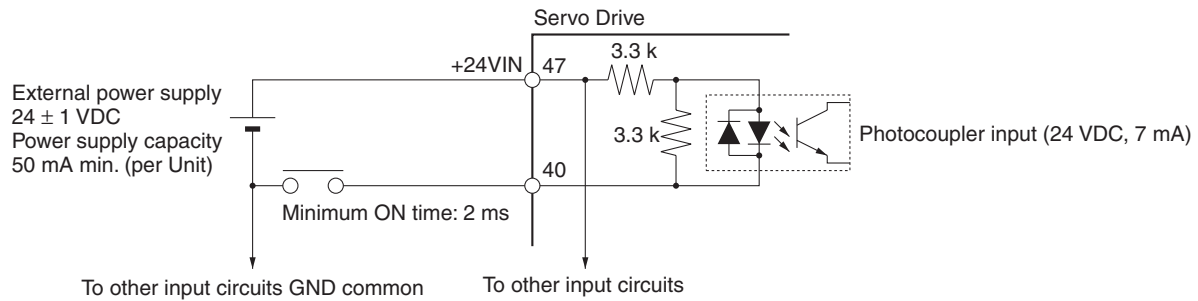 Servo Drive
+24VIN 47
3.3 k
External power supply
24 ± 1 VDC
Power supply capacity
50 mA min. (per Unit)
3.3 k
Photocoupler input (24 VDC, 7 mA)
40
Minimum ON time: 2 ms
To other input circuits GND common
To other input circuits